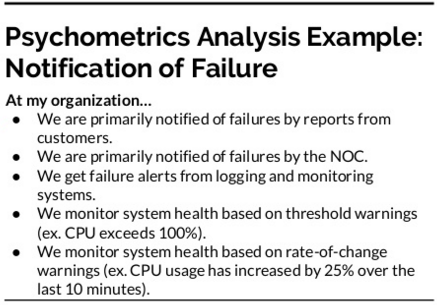 Psychometrics Analysis Example:
Notification of Failure
At my organization...
● We are primarily notified of failures by reports from
customers.
● We are primarily notified of failures by the NOC.
● We get failure alerts from logging and monitoring
systems.
● We monitor system health based on threshold warnings
(ex. CPU exceeds 100%).
● We monitor system health based on rate-of-change
warnings (ex. CPU usage has increased by 25% over the
last 10 minutes).